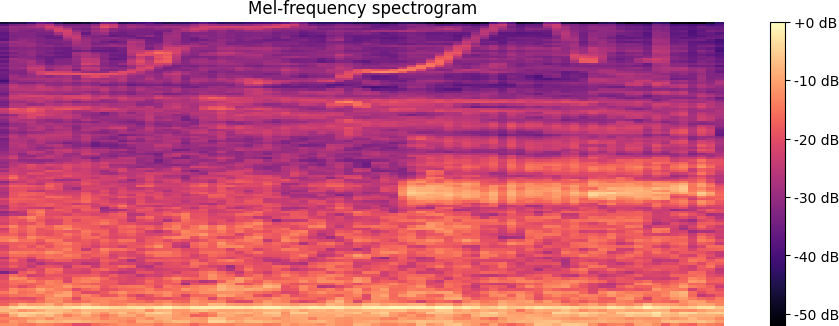 Mel-frequency spectrogram
+0 dB
-10 dB
-20 dB
-30 dB
-40 dB
-50 dB